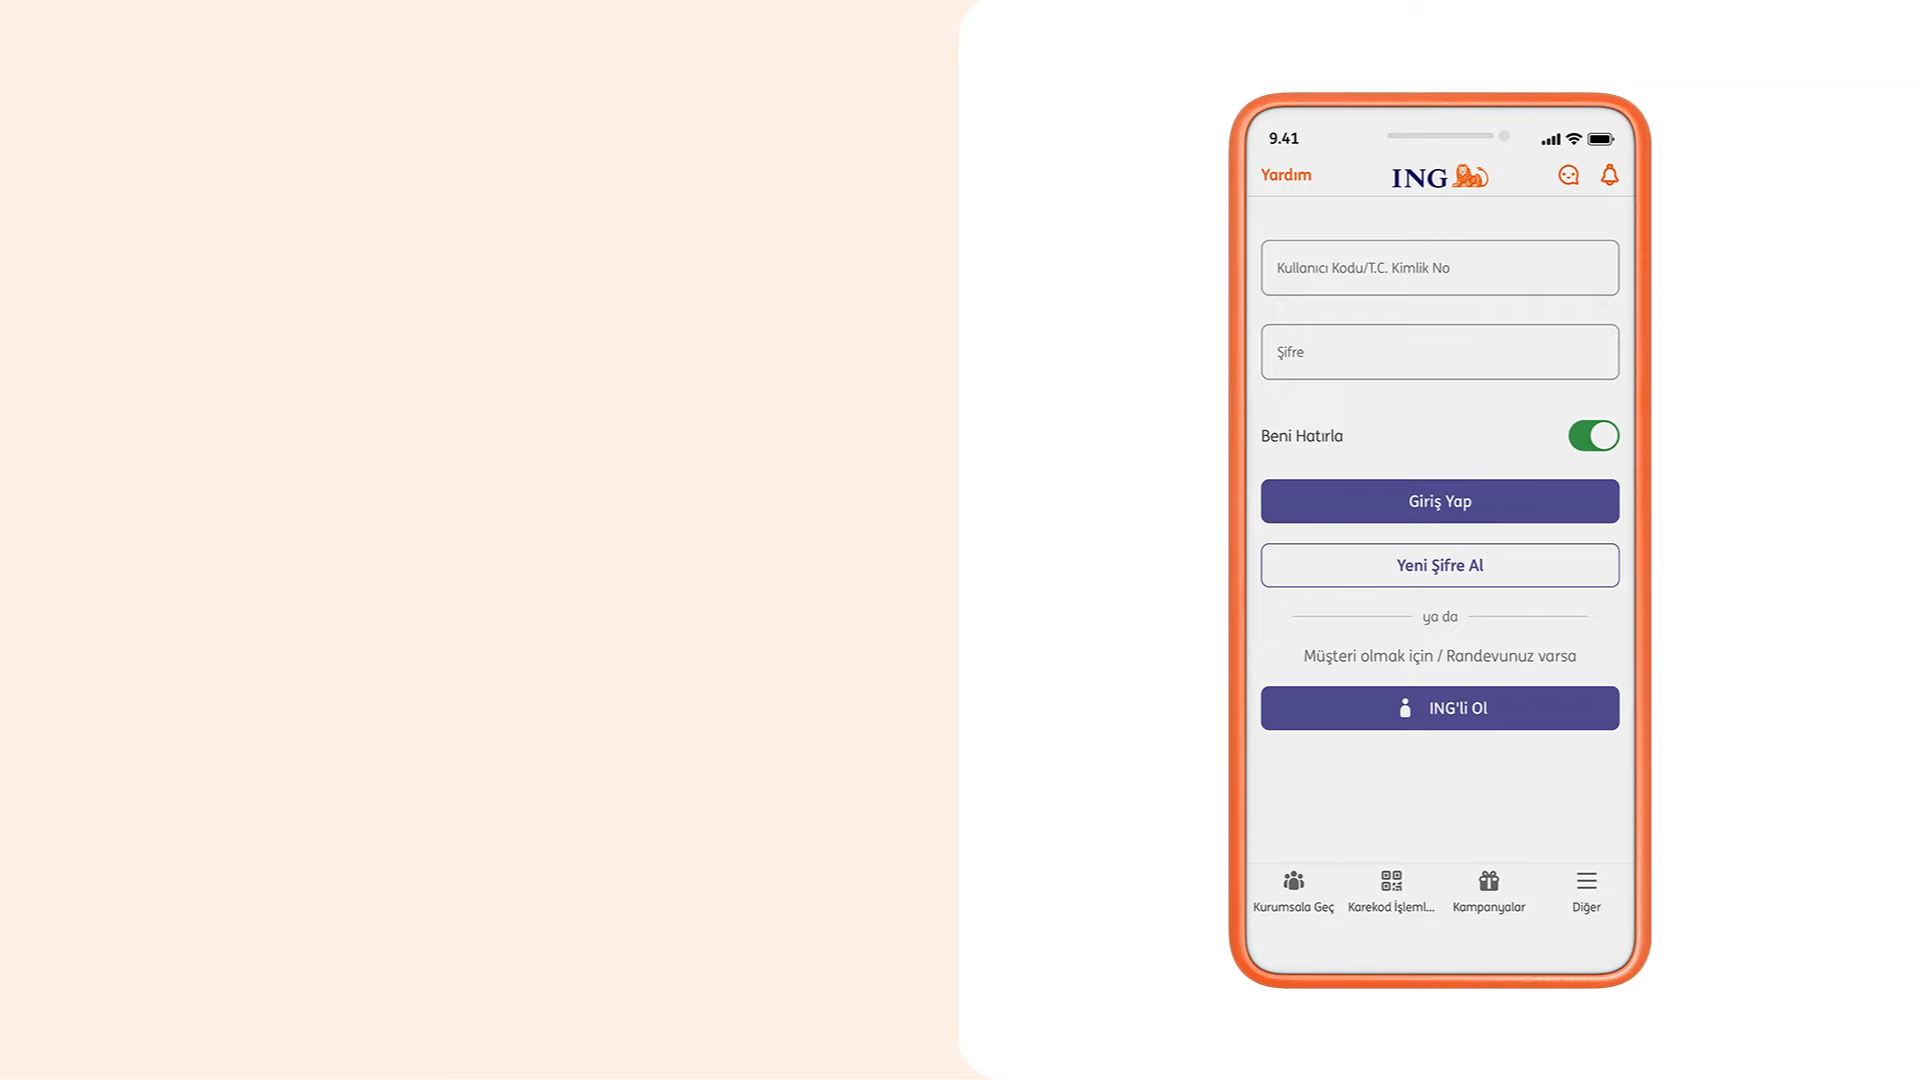 9.41
Yardım
ING
Kullanıcı Kodu/T.C. Kimlik No
Şifre
Beni Hatırla
Giriş Yap
Yeni Şifre Al
ya da
Müşteri olmak için / Randevunuz varsa
ING'li Ol
Kurumsala Geç
Karekod İşleml...
Kampanyalar
Diğer